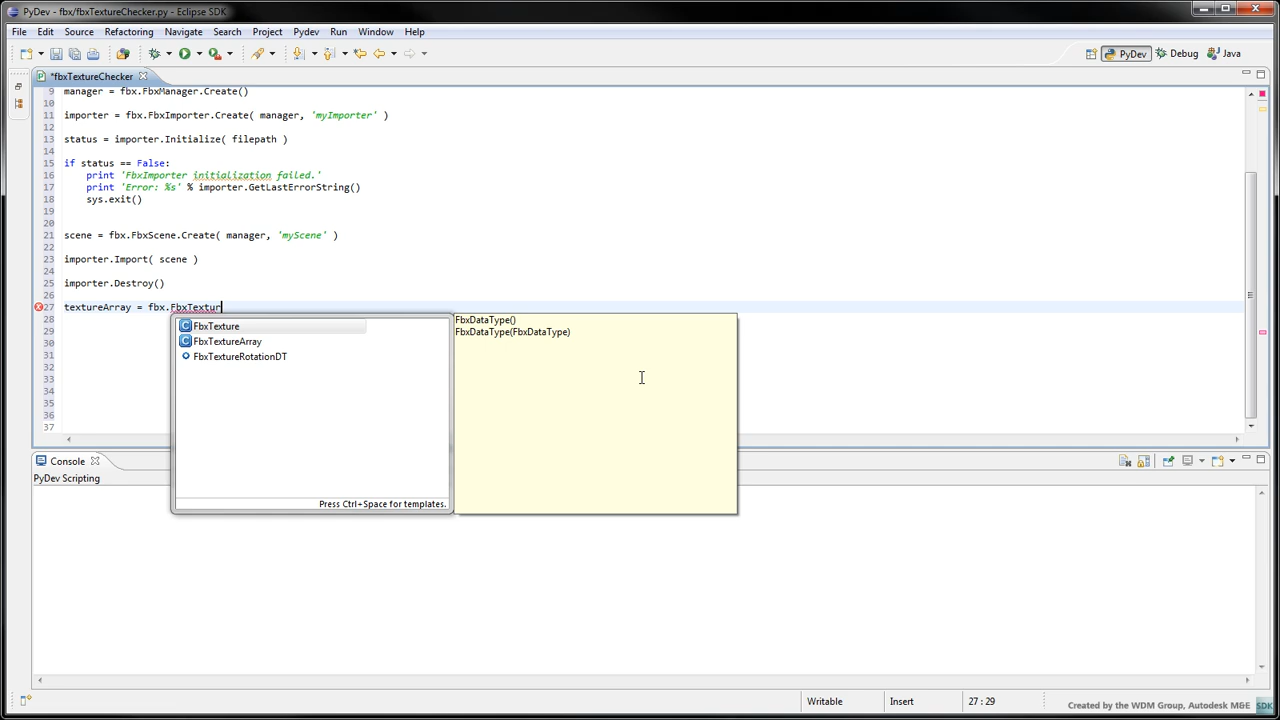 PyDev - fbx/fbxTextureChecker.py - Eclipse SDK
File Edit Source Refactoring Navigate Search Project Pydev Run Window Help
PyDev Debug Java
*fbxTextureChecker
9 manager = fbx.FbxManager.Create()
10
11 importer = fbx.FbxImporter.Create( manager, 'myImporter' )
12
13 status = importer.Initialize( filepath )
14
15 if status == False:
16 print 'FbxImporter initialization failed.'
17 print 'Error: %s' % importer.GetLastErrorString()
18 sys.exit()
19
20
21 scene = fbx.FbxScene.Create( manager, 'myScene' )
22
23 importer.Import( scene )
24
25 importer.Destroy()
26
27 textureArray = fbx.FbxTextur
28
29
30
31
32
33
34
35
36
37
FbxTexture
FbxTextureArray
FbxTextureRotationDT
Press Ctrl+Space for templates.
FbxDataType()
FbxDataType(FbxDataType)
Console
PyDev Scripting
Writable Insert 27 : 29
Created by the WDM Group, Autodesk M&E SDK